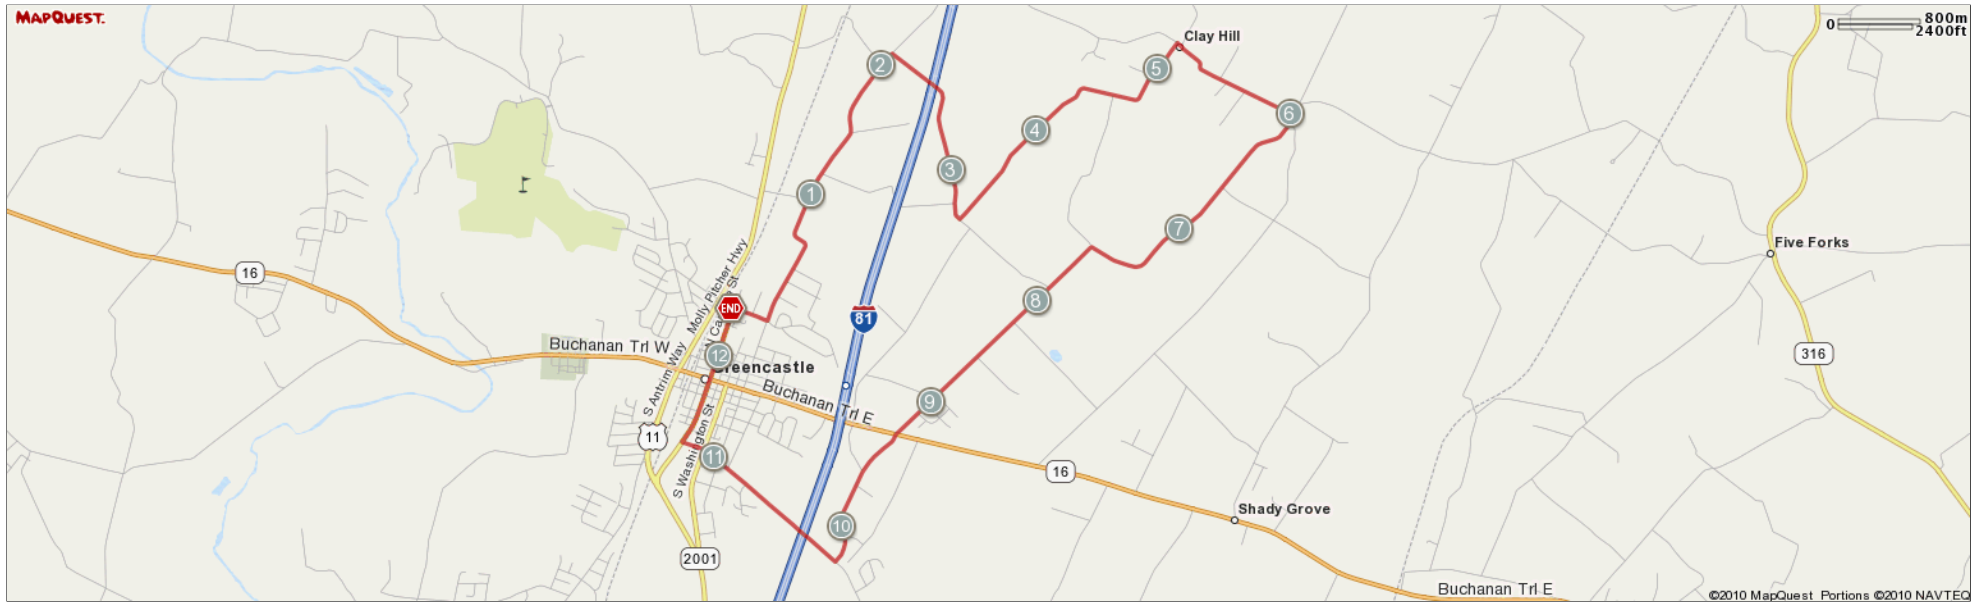 MAPQUEST.
0 800m
2400ft
Clay Hill
2
5
6
4
3
1
7
Five Forks
16
Molly Pitcher Hwy
END
8
81
Buchanan Trl W
12
316
Greencastle
S Antrim Way
Buchanan Trl E
9
11
S Washington St
11
16
Shady Grove
10
2001
Buchanan Trl E
©2010 MapQuest Portions ©2010 NAVTEQ